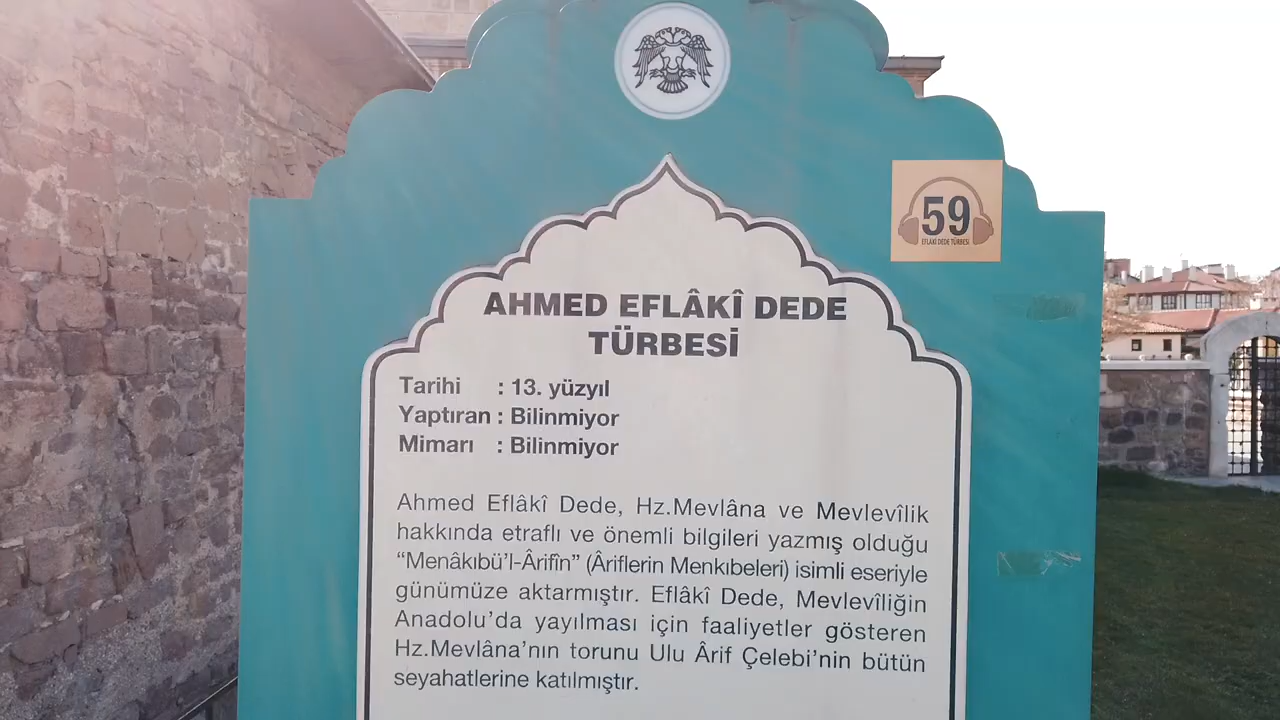 59
EFLAKİ DEDE TÜRBESİ
AHMED EFLÂKÎ DEDE
TÜRBESİ
Tarihi : 13. yüzyıl
Yaptıran : Bilinmiyor
Mimarı : Bilinmiyor
Ahmed Eflâkî Dede, Hz.Mevlâna ve Mevlevîlik
hakkında etraflı ve önemli bilgileri yazmış olduğu
“Menâkıbü’l-Ârifîn” (Âriflerin Menkıbeleri) isimli eseriyle
günümüze aktarmıştır. Eflâkî Dede, Mevlevîliğin
Anadolu’da yayılması için faaliyetler gösteren
Hz.Mevlâna’nın torunu Ulu Ârif Çelebi’nin bütün
seyahatlerine katılmıştır.